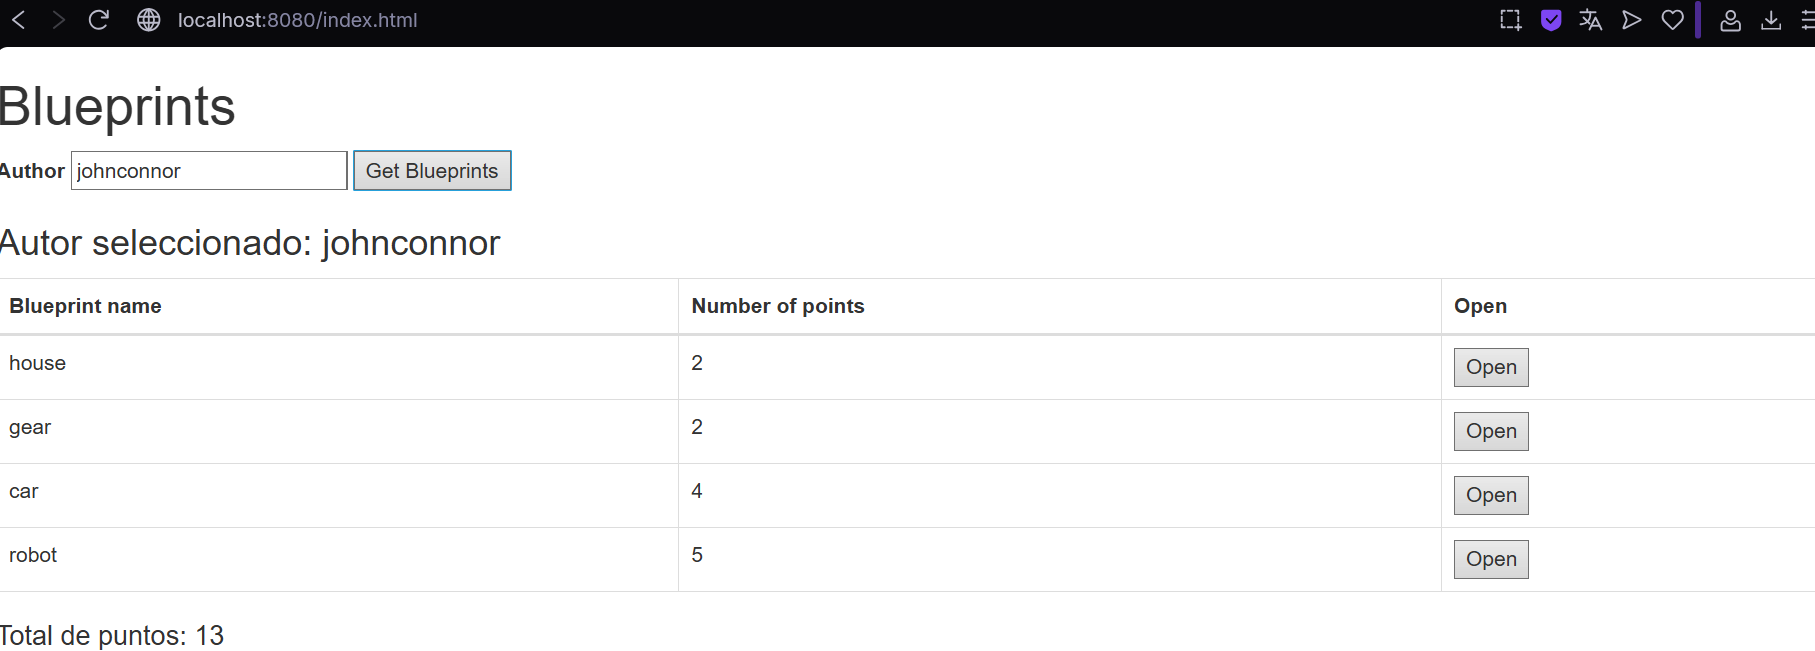 localhost:8080/index.html
Blueprints
Author johnconnor Get Blueprints
Autor seleccionado: johnconnor
Blueprint name Number of points Open
house 2 Open
gear 2 Open
car 4 Open
robot 5 Open
Total de puntos: 13